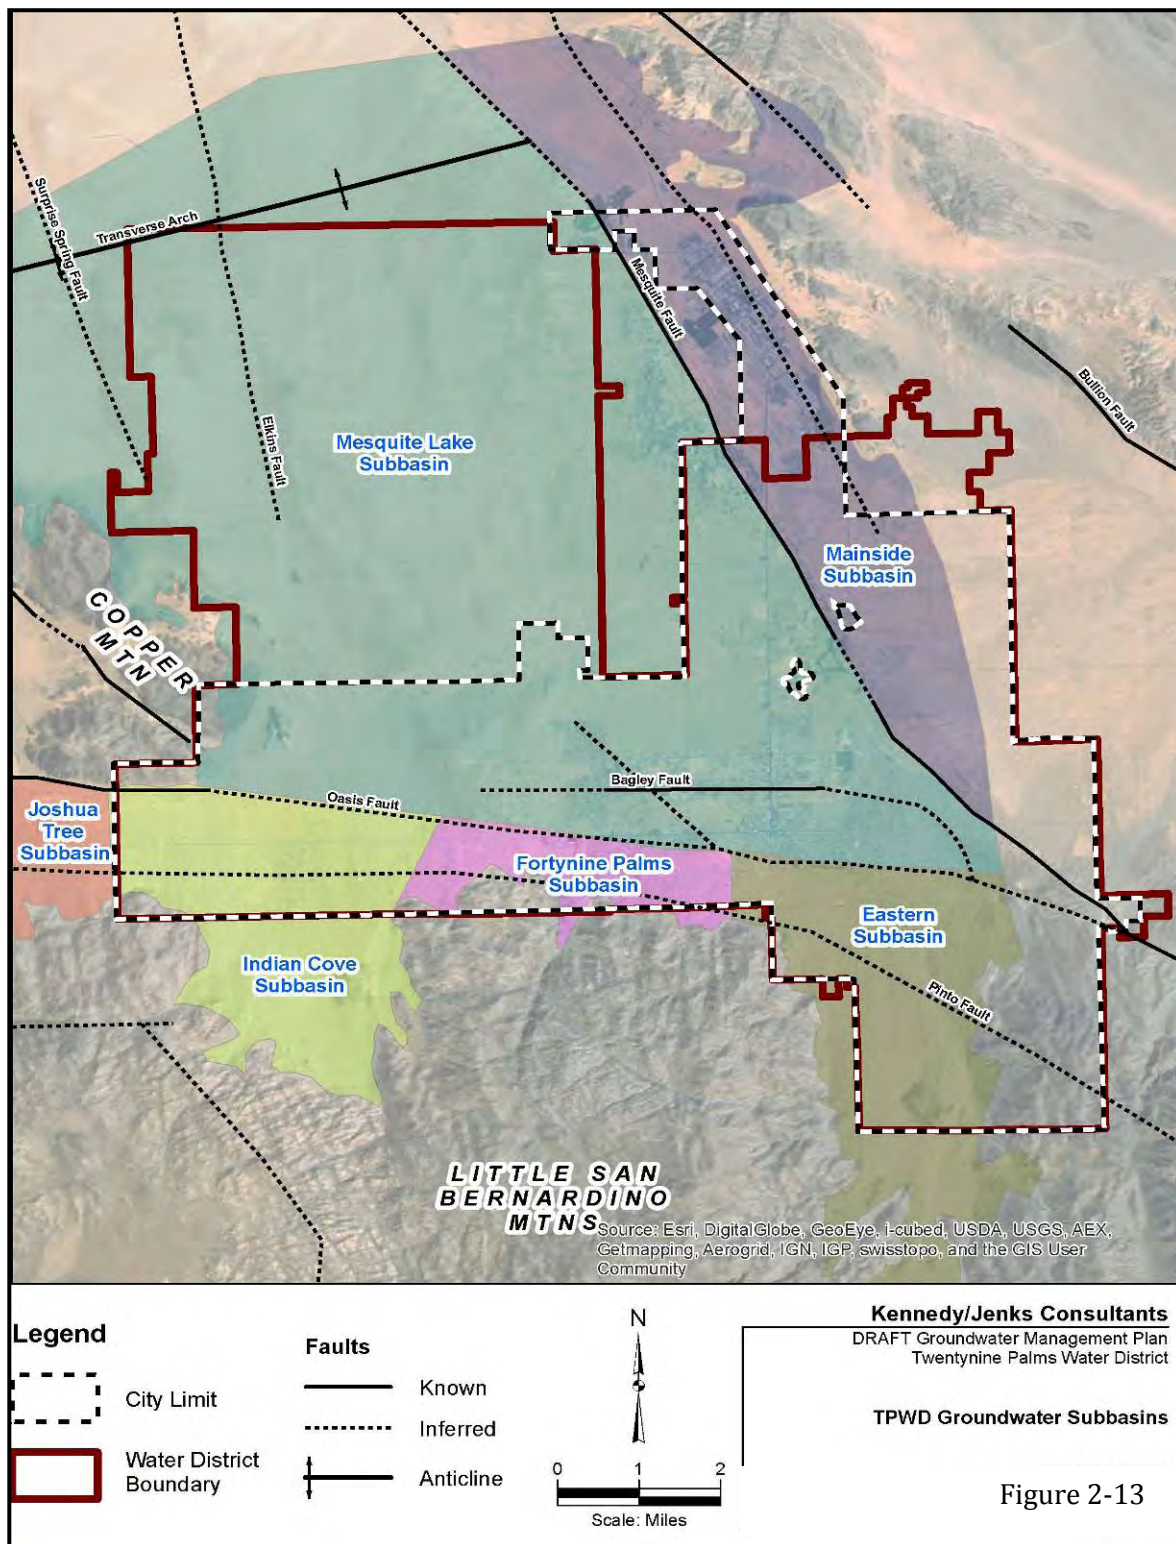 Surprise Spring Fault
Transverse Arch
Elkins Fault
Mesquite Fault
Bullion Fault
Mesquite Lake
Subbasin
Mainside
Subbasin
COPPER
MTN
Joshua
Tree
Subbasin
Oasis Fault
Bagley Fault
Fortynine Palms
Subbasin
Eastern
Subbasin
Indian Cove
Subbasin
Pinto Fault
LITTLE SAN
BERNARDINO
MTNS
Source: Esri, DigitalGlobe, GeoEye, i-cubed, USDA, USGS, AEX,
Getmapping, Aerogrid, IGN, IGP, swisstopo, and the GIS User
Community
Legend
City Limit
Water District
Boundary
Faults
Known
Inferred
Anticline
N
0 1 2
Scale: Miles
Kennedy/Jenks Consultants
DRAFT Groundwater Management Plan
Twentynine Palms Water District
TPWD Groundwater Subbasins
Figure 2-13